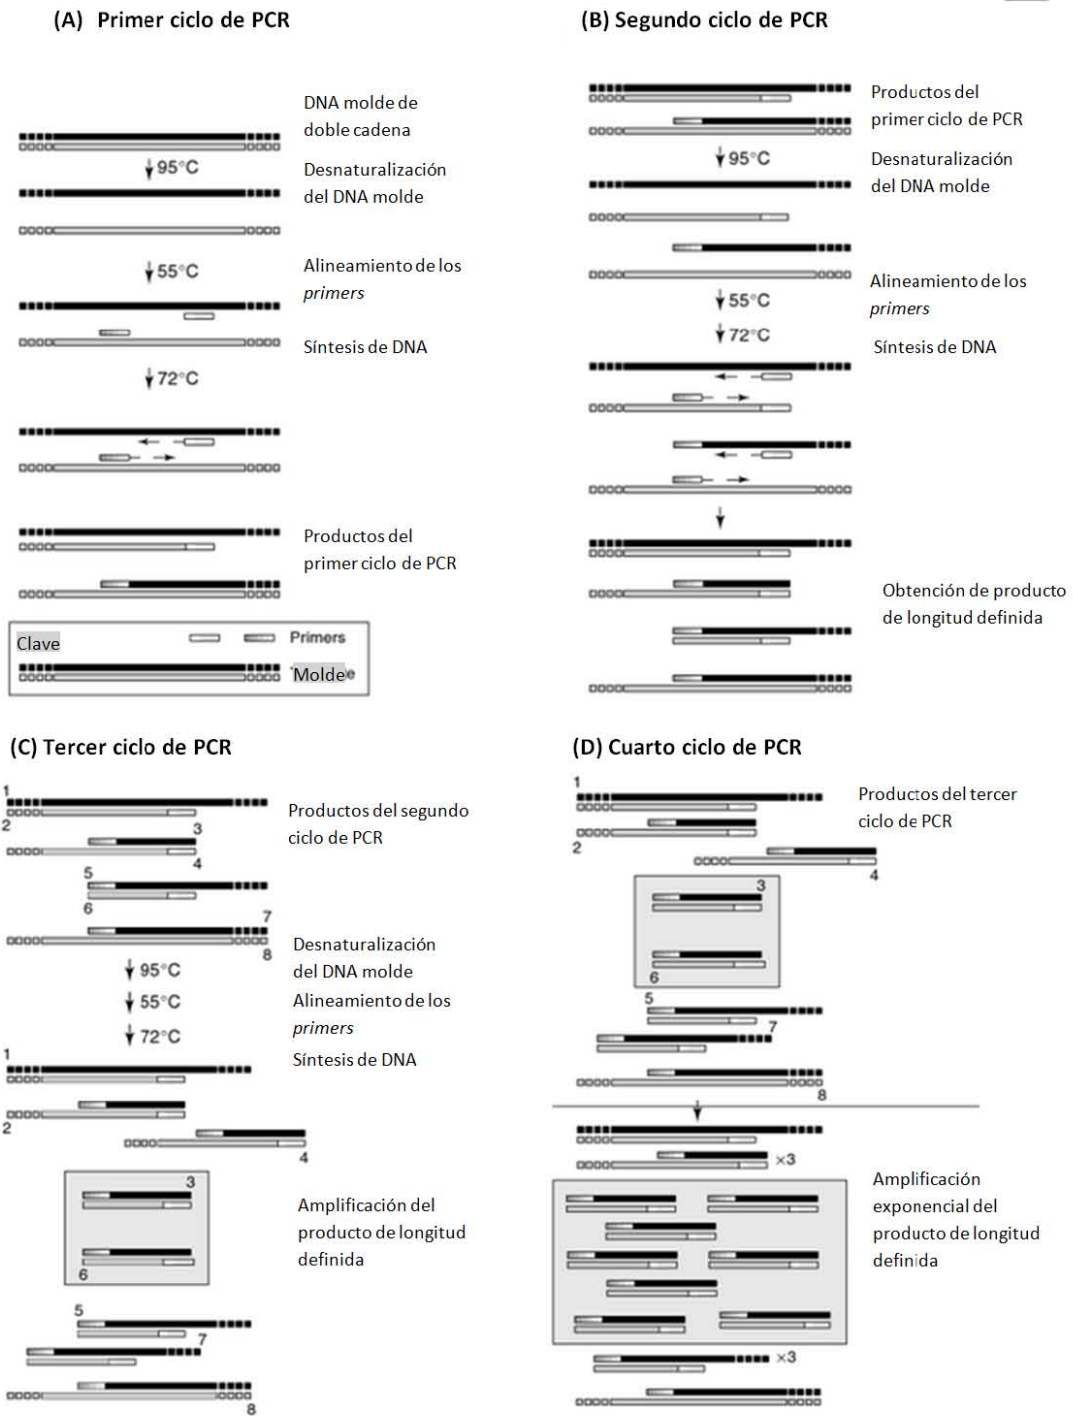 (A) Primer ciclo de PCR
DNA molde de
doble cadena
95°C
Desnaturalización
del DNA molde
55°C
Alineamiento de los
primers
Síntesis de DNA
72°C
Productos del
primer ciclo de PCR
Clave
Primers
Molde
(B) Segundo ciclo de PCR
Productos del
primer ciclo de PCR
95°C
Desnaturalización
del DNA molde
Alineamiento de los
primers
55°C
72°C
Síntesis de DNA
Obtención de producto
de longitud definida
(C) Tercer ciclo de PCR
1
2
3
4
5
6
7
8
Productos del segundo
ciclo de PCR
95°C
55°C
72°C
Desnaturalización
del DNA molde
Alineamiento de los
primers
Síntesis de DNA
1
2
4
3
6
5
7
8
Amplificación del
producto de longitud
definida
(D) Cuarto ciclo de PCR
1
2
4
3
6
5
7
8
Productos del tercer
ciclo de PCR
×3
Amplificación
exponencial del
producto de longitud
definida
×3